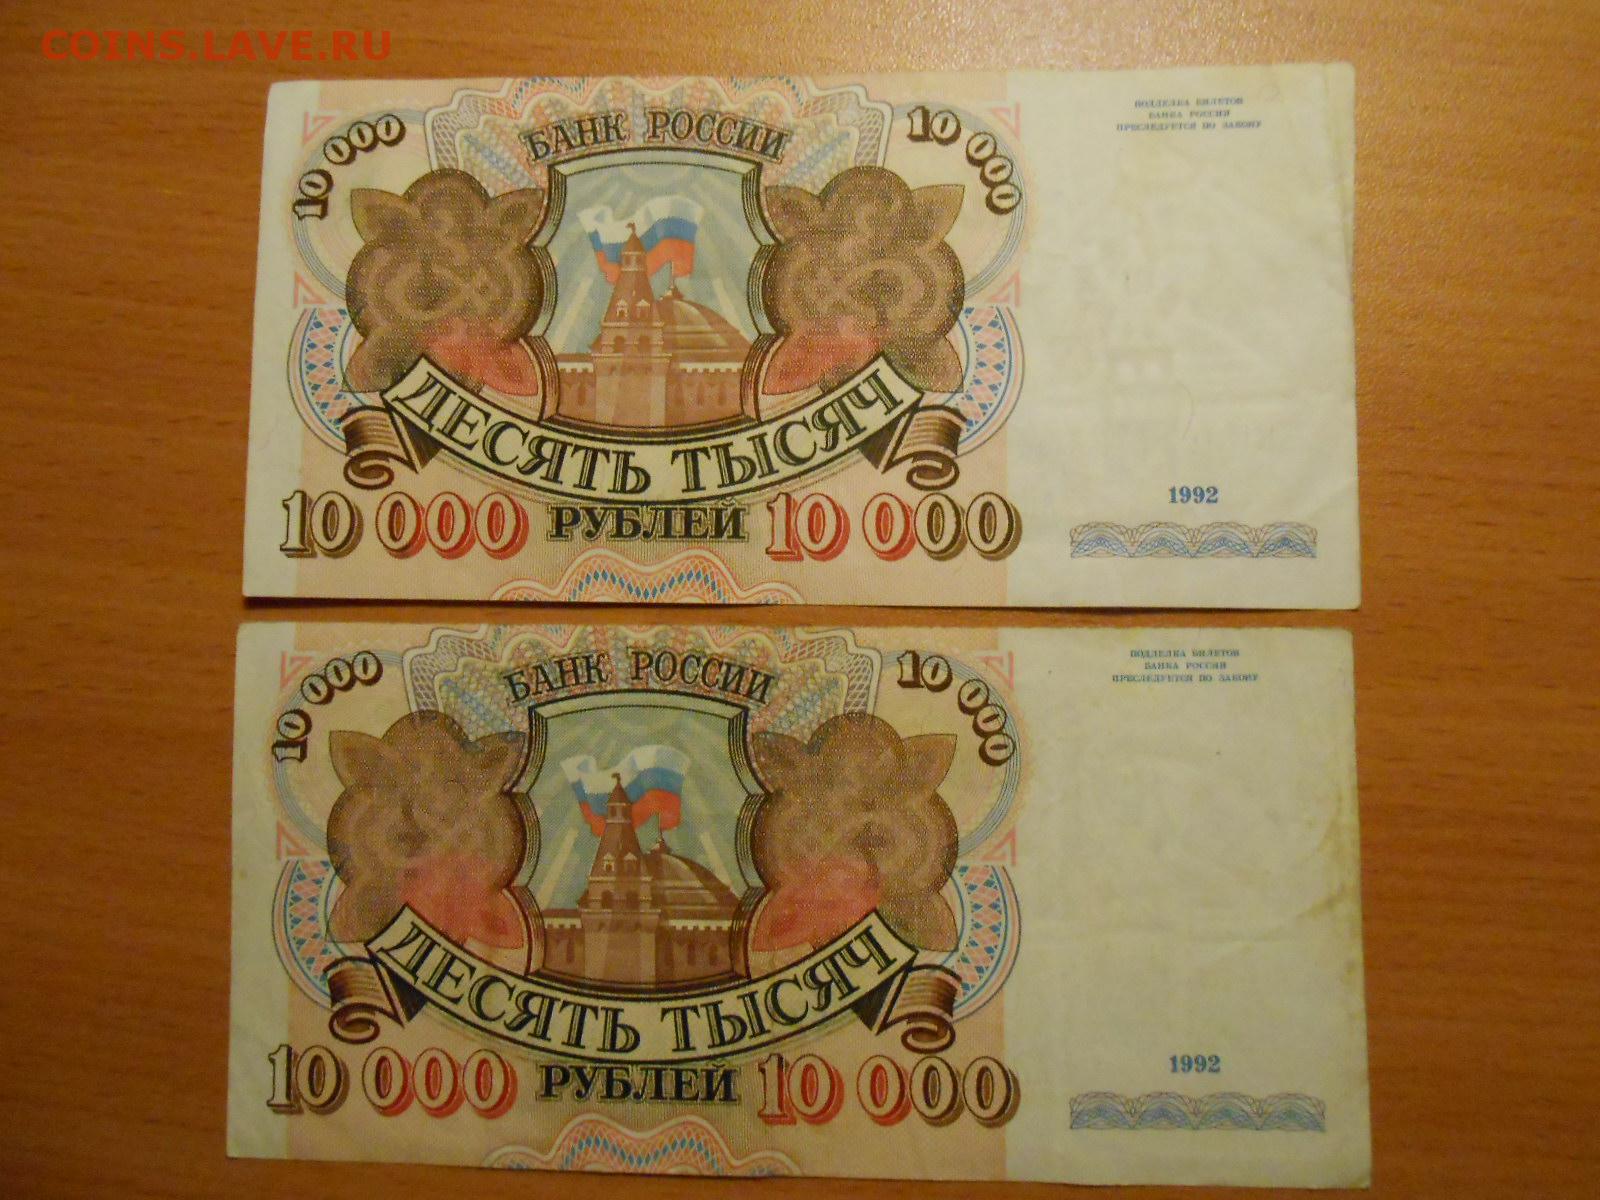 COINS.LAVE.RU
10 000
БАНК РОССИИ
10 000
ПОДДЕЛКА БИЛЕТОВ
БАНКА РОССИИ
ПРЕСЛЕДУЕТСЯ ПО ЗАКОНУ
ДЕСЯТЬ ТЫСЯЧ
10 000 РУБЛЕЙ 10 000
1992
10 000
БАНК РОССИИ
10 000
ПОДДЕЛКА БИЛЕТОВ
БАНКА РОССИИ
ПРЕСЛЕДУЕТСЯ ПО ЗАКОНУ
ДЕСЯТЬ ТЫСЯЧ
10 000 РУБЛЕЙ 10 000
1992